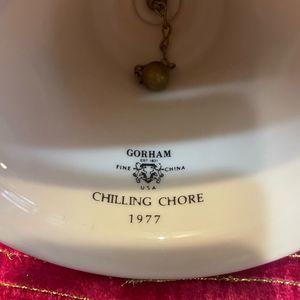 GORHAM
EST. 1831
FINE CHINA
USA
CHILLING CHORE
1977